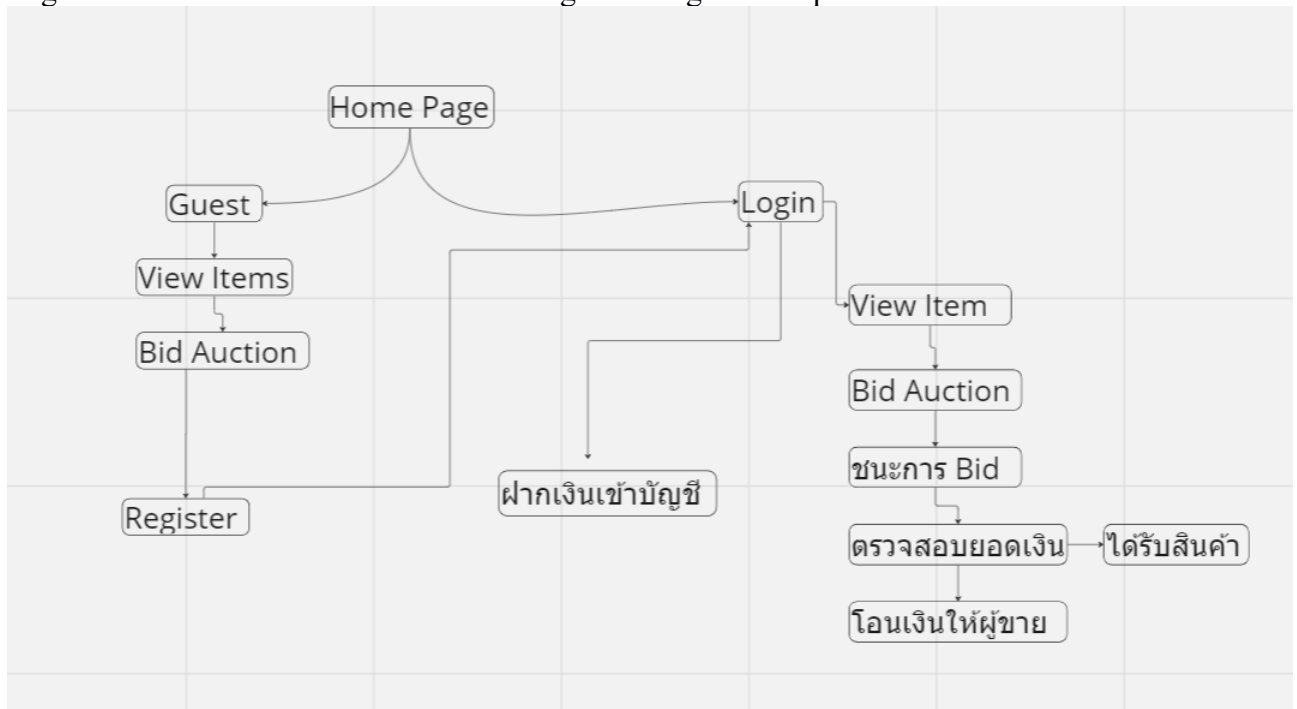 Home Page
Guest
Login
View Items
View Item
Bid Auction
Bid Auction
ชนะการ Bid
ฝากเงินเข้าบัญชี
Register
ตรวจสอบยอดเงิน
ได้รับสินค้า
โอนเงินให้ผู้ขาย